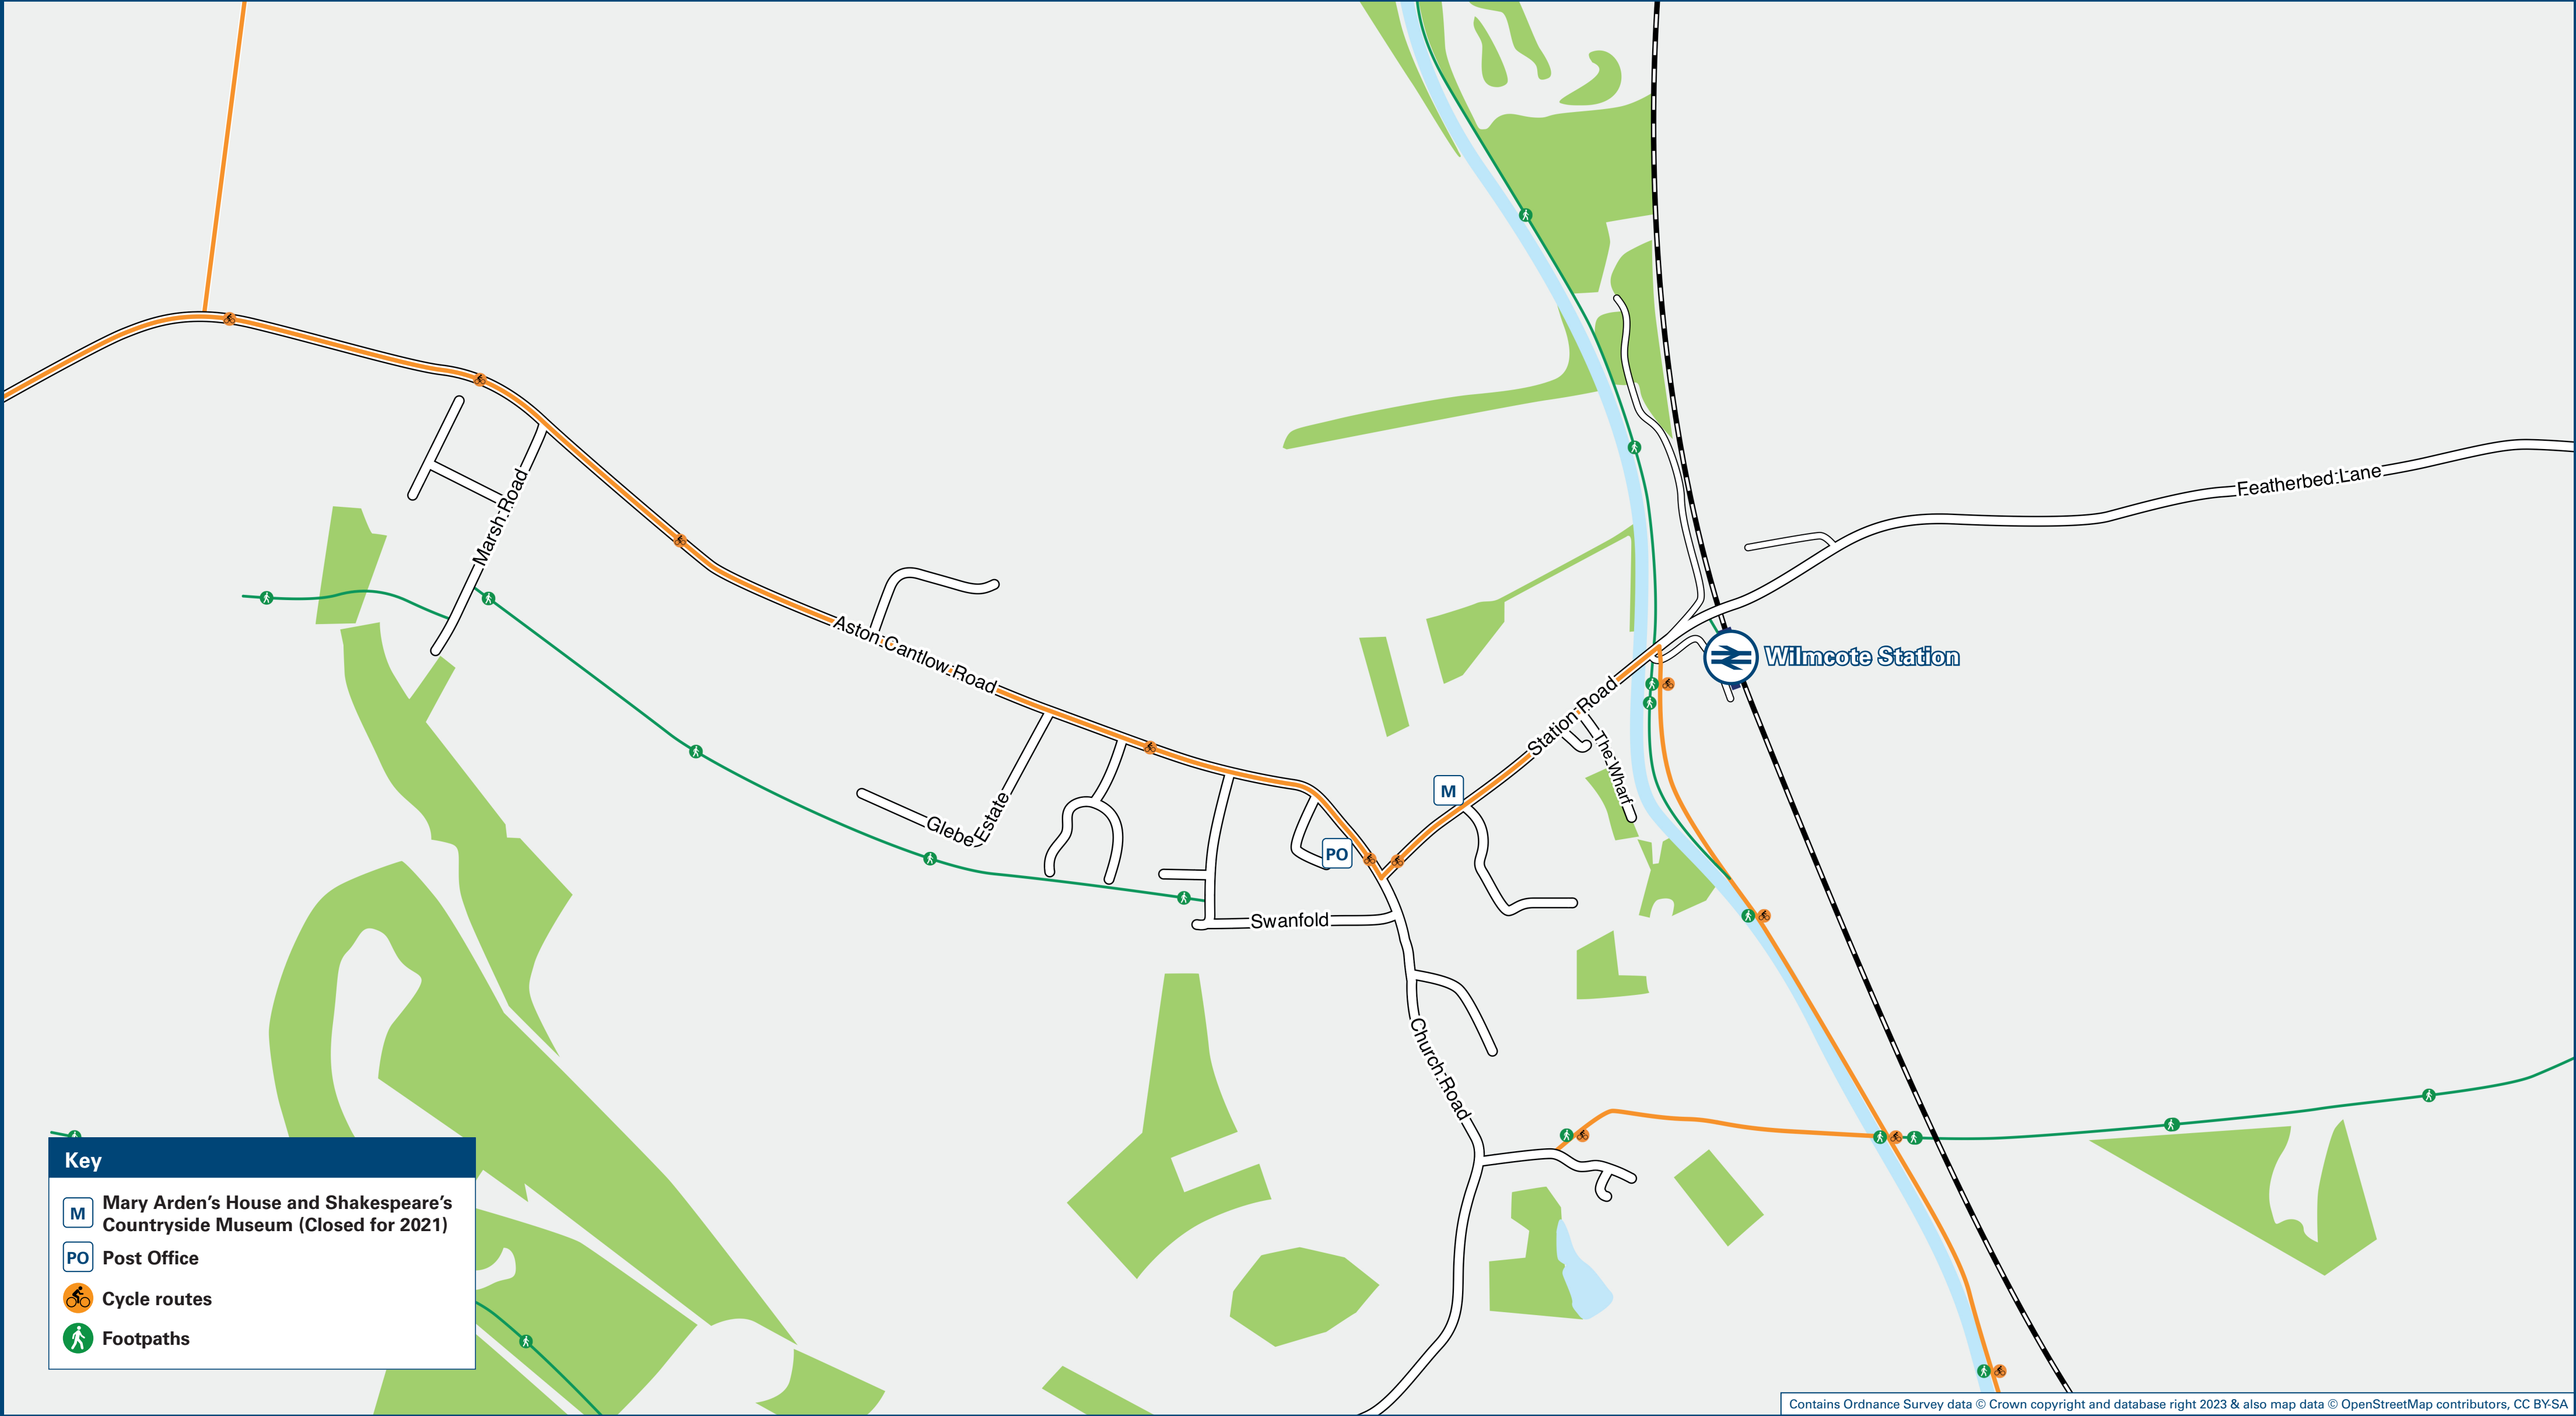 Featherbed Lane
Marsh Road
Aston Cantlow Road
Wilmcote Station
Station Road
The Wharf
M
Glebe Estate
PO
Swanfold
Church Road
Key
M
Mary Arden’s House and Shakespeare’s
Countryside Museum (Closed for 2021)
PO
Post Office
Cycle routes
Footpaths
Contains Ordnance Survey data © Crown copyright and database right 2023 & also map data © OpenStreetMap contributors, CC BY-SA